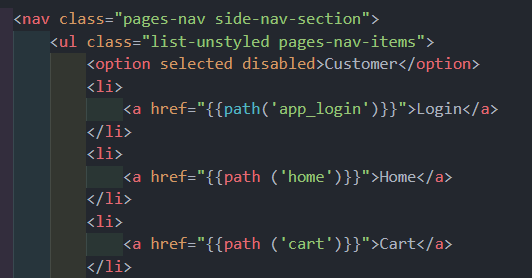 <nav class="pages-nav side-nav-section">
<ul class="list-unstyled pages-nav-items">
<option selected disabled>Customer</option>
<li>
<a href="{{path('app_login')}}">Login</a>
</li>
<li>
<a href="{{path ('home')}}">Home</a>
</li>
<li>
<a href="{{path ('cart')}}">Cart</a>
</li>